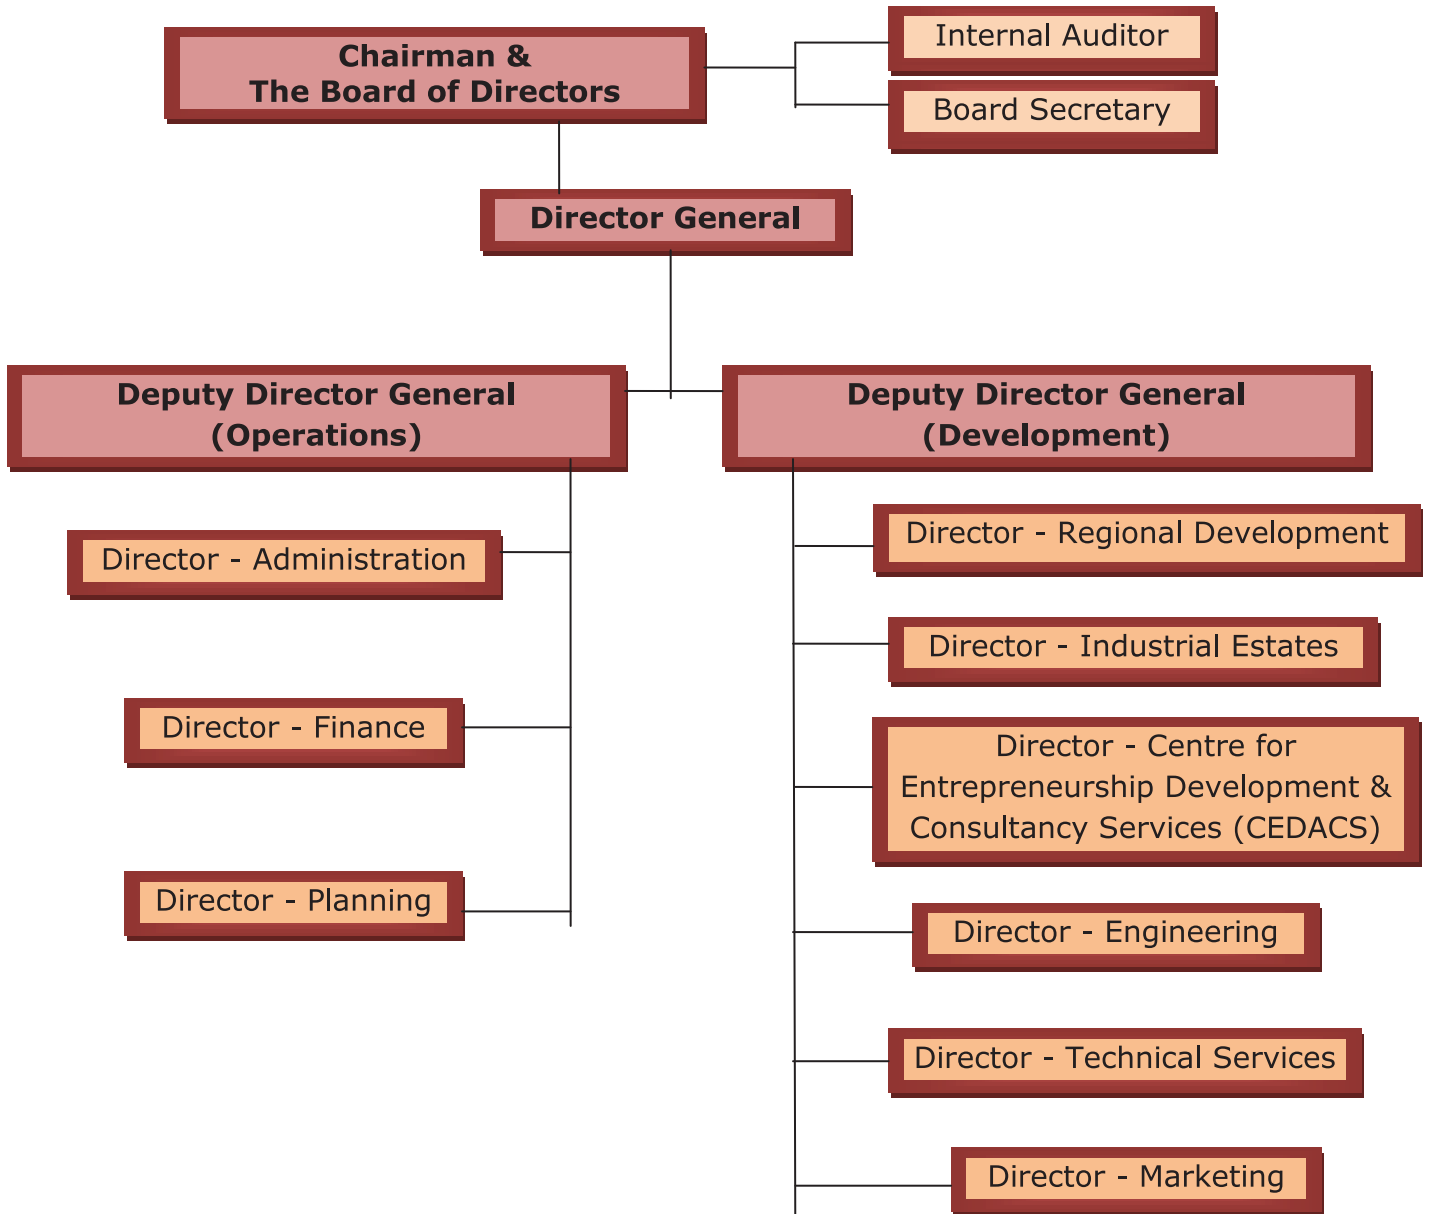 Chairman &
The Board of Directors
Internal Auditor
Board Secretary
Director General
Deputy Director General
(Operations)
Deputy Director General
(Development)
Director - Administration
Director - Finance
Director - Planning
Director - Regional Development
Director - Industrial Estates
Director - Centre for
Entrepreneurship Development &
Consultancy Services (CEDACS)
Director - Engineering
Director - Technical Services
Director - Marketing